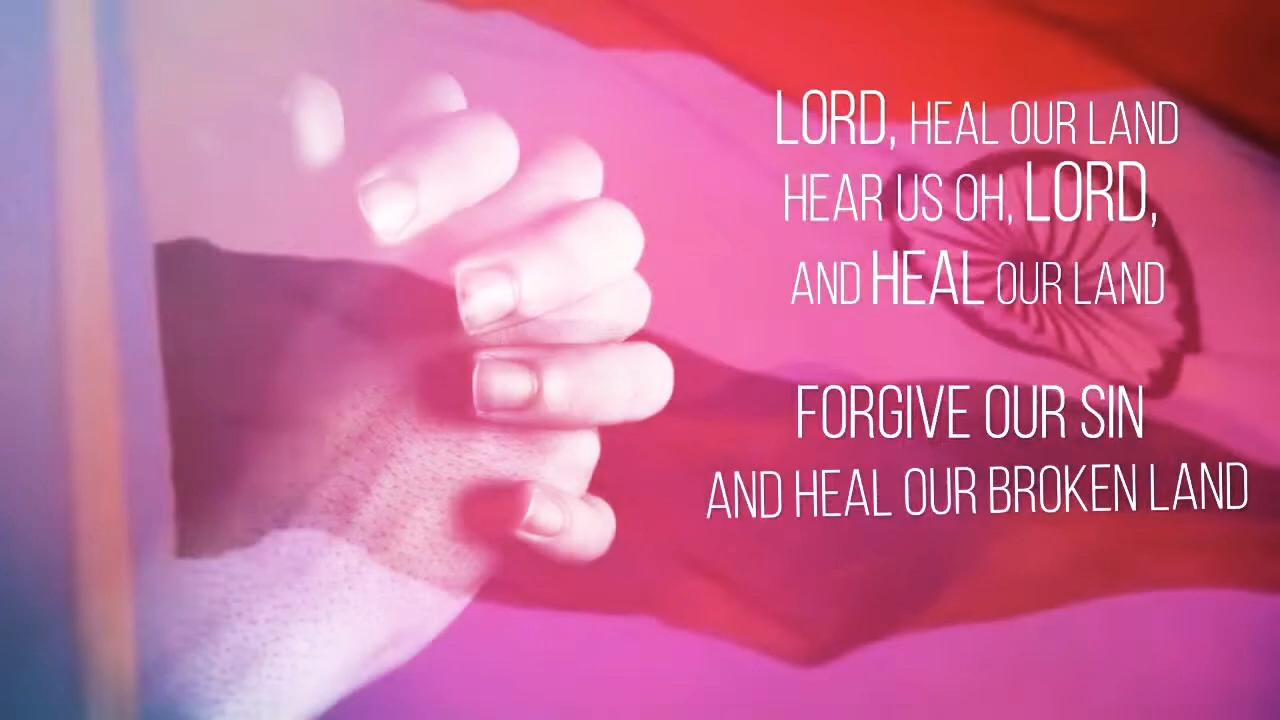 LORD, HEAL OUR LAND
HEAR US OH, LORD,
AND HEAL OUR LAND
FORGIVE OUR SIN
AND HEAL OUR BROKEN LAND